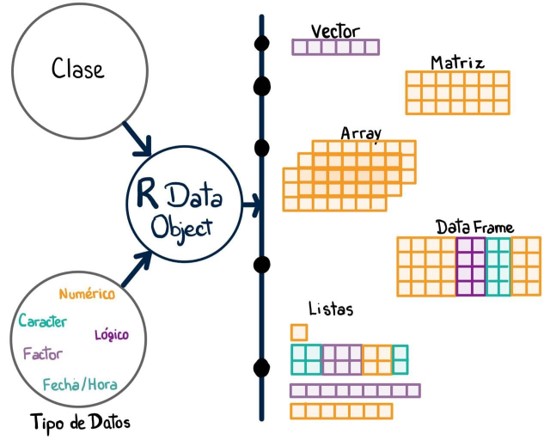 Clase
R Data
Object
Numérico
Caracter
Lógico
Factor
Fecha/Hora
Tipo de Datos
Vector
Matriz
Array
Data Frame
Listas